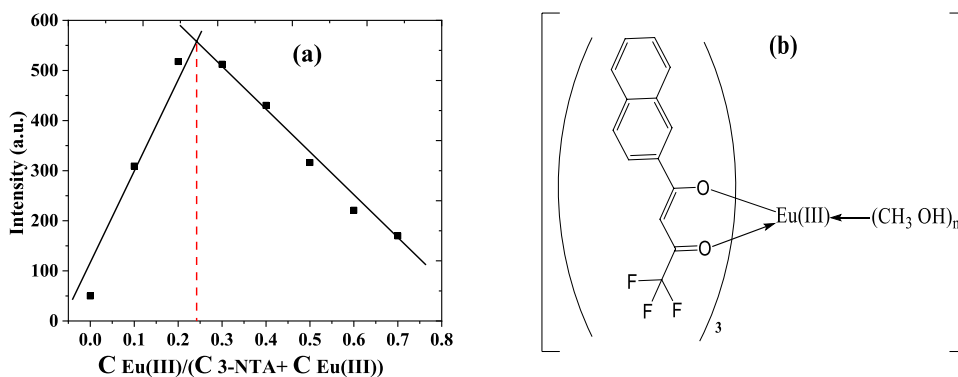 (a)
Intensity (a.u.)
600
500
400
300
200
100
0
0.0 0.1 0.2 0.3 0.4 0.5 0.6 0.7 0.8
C Eu(III)/(C 3-NTA+ C Eu(III))
(b)
O
Eu(III) (CH3 OH)n
O
F
F F
3